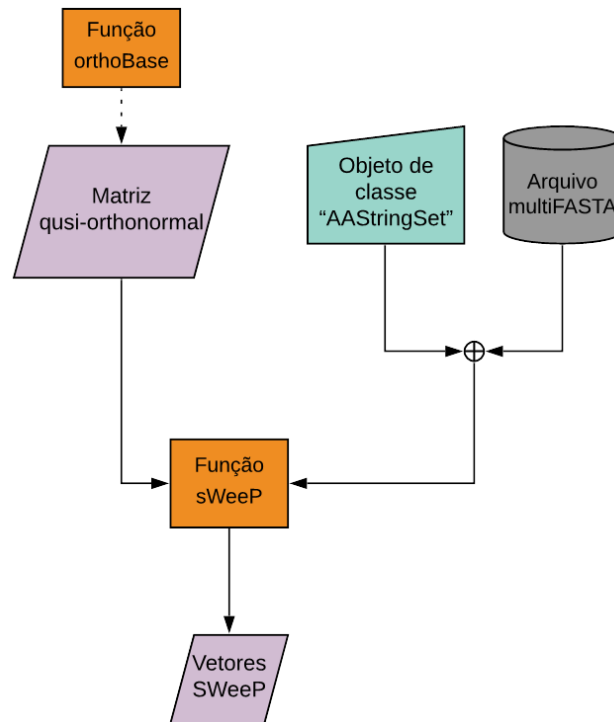 Função
orthoBase
Matriz
qusi-orthonormal
Objeto de
classe
“AAStringSet”
Arquivo
multiFASTA
Função
sWeeP
Vetores
SWeeP